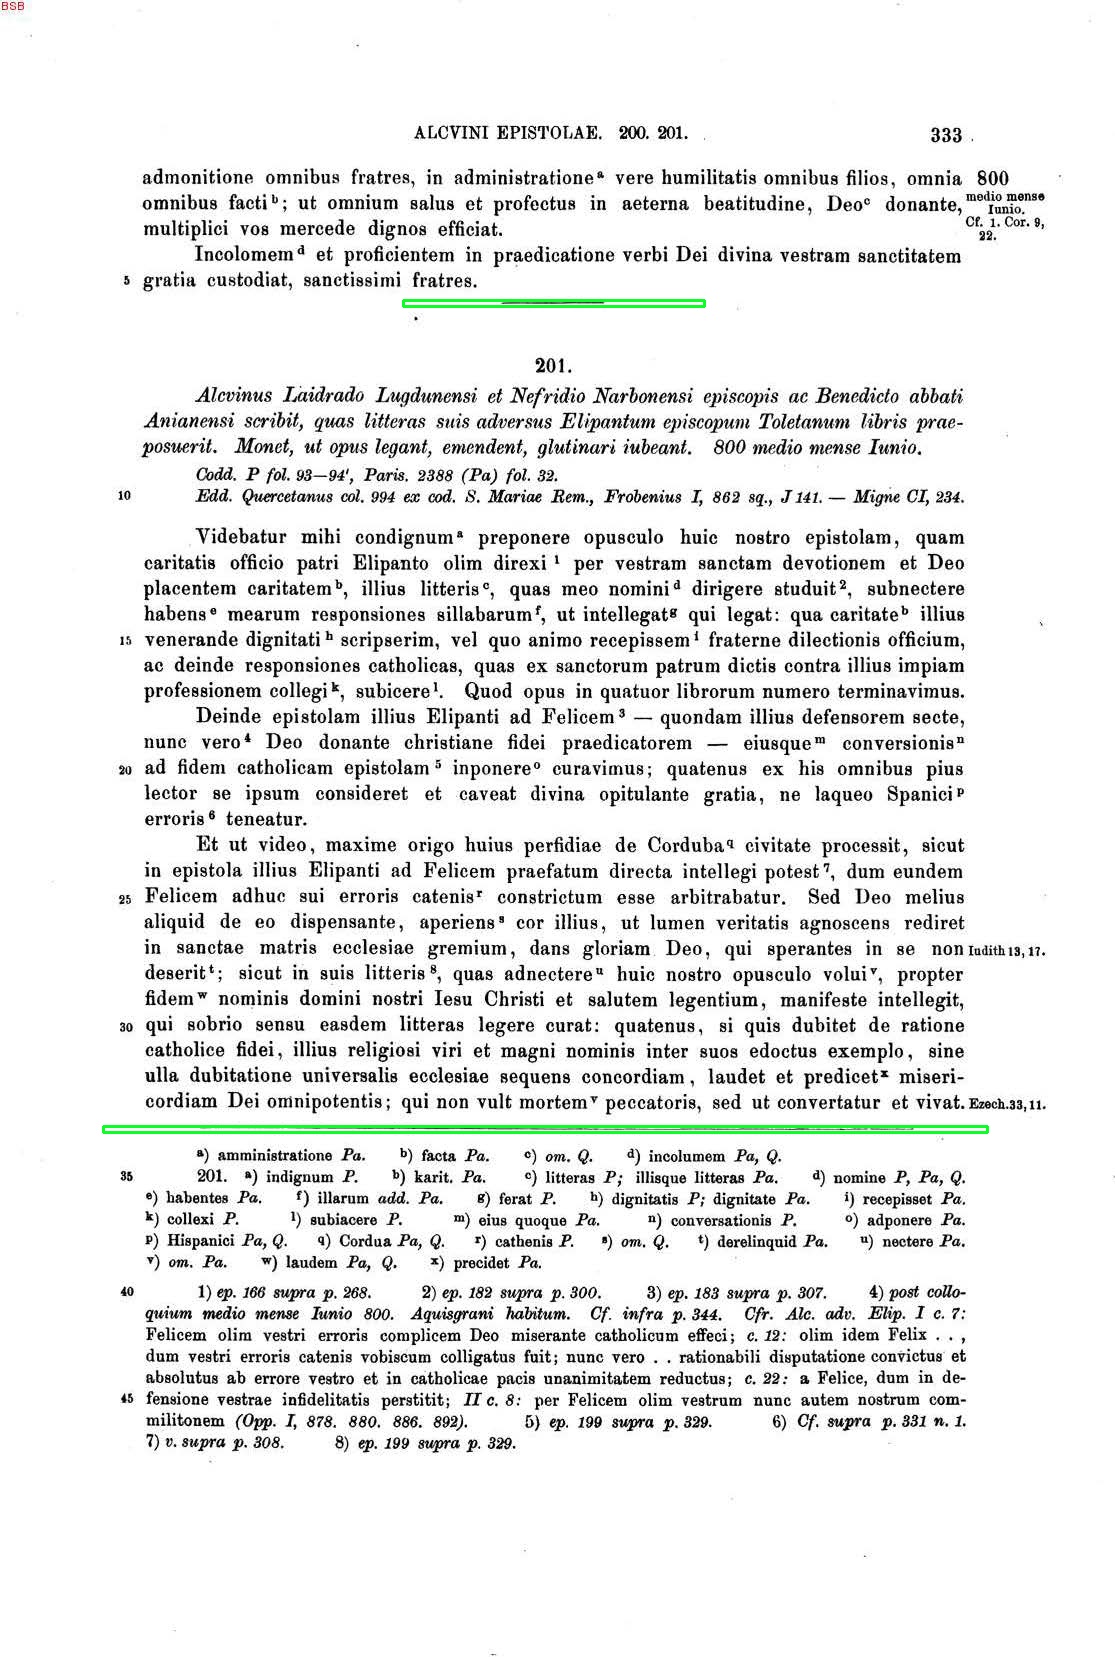 BSB
ALCVINI EPISTOLAE. 200. 201. 333
admonitione omnibus fratres, in administratione ᵃ vere humilitatis omnibus filios, omnia 800
omnibus facti ᵇ; ut omnium salus et profectus in aeterna beatitudine, Deo ᶜ donante, medio mense Iunio.
multiplici vos mercede dignos efficiat. Cf. 1. Cor. 9, 22.
Incolomem ᵈ et proficientem in praedicatione verbi Dei divina vestram sanctitatem
5 gratia custodiat, sanctissimi fratres.
201.
Alcvinus Laidrado Lugdunensi et Nefridio Narbonensi episcopis ac Benedicto abbati
Anianensi scribit, quas litteras suis adversus Elipantum episcopum Toletanum libris prae-
posuerit. Monet, ut opus legant, emendent, glutinari iubeant. 800 medio mense Iunio.
Codd. P fol. 93—94', Paris. 2388 (Pa) fol. 32.
10 Edd. Quercetanus col. 994 ex cod. S. Mariae Rem., Frobenius I, 862 sq., J 141. — Migne CI, 234.
Videbatur mihi condignum ᵃ preponere opusculo huic nostro epistolam, quam
caritatis officio patri Elipanto olim direxi ¹ per vestram sanctam devotionem et Deo
placentem caritatem ᵇ, illius litteris ᶜ, quas meo nomini ᵈ dirigere studuit ², subnectere
habens ᵉ mearum responsiones sillabarum ᶠ, ut intellegat ᵍ qui legat: qua caritate ᵇ illius
15 venerande dignitati ʰ scripserim, vel quo animo recepissem ⁱ fraterne dilectionis officium,
ac deinde responsiones catholicas, quas ex sanctorum patrum dictis contra illius impiam
professionem collegi ᵏ, subicere ˡ. Quod opus in quatuor librorum numero terminavimus.
Deinde epistolam illius Elipanti ad Felicem ³ — quondam illius defensorem secte,
nunc vero ⁴ Deo donante christiane fidei praedicatorem — eiusque ᵐ conversionis ⁿ
20 ad fidem catholicam epistolam ⁵ inponere ᵒ curavimus; quatenus ex his omnibus pius
lector se ipsum consideret et caveat divina opitulante gratia, ne laqueo Spanici ᵖ
erroris ⁶ teneatur.
Et ut video, maxime origo huius perfidiae de Corduba q civitate processit, sicut
in epistola illius Elipanti ad Felicem praefatum directa intellegi potest ⁷, dum eundem
25 Felicem adhuc sui erroris catenis ʳ constrictum esse arbitrabatur. Sed Deo melius
aliquid de eo dispensante, aperiens ˢ cor illius, ut lumen veritatis agnoscens rediret
in sanctae matris ecclesiae gremium, dans gloriam Deo, qui sperantes in se non Iudith 13, 17.
deserit ᵗ; sicut in suis litteris ⁸, quas adnectere ᵘ huic nostro opusculo volui ᵛ, propter
fidem ʷ nominis domini nostri Iesu Christi et salutem legentium, manifeste intellegit,
30 qui sobrio sensu easdem litteras legere curat: quatenus, si quis dubitet de ratione
catholice fidei, illius religiosi viri et magni nominis inter suos edoctus exemplo, sine
ulla dubitatione universalis ecclesiae sequens concordiam, laudet et predicet ˣ miseri-
cordiam Dei omnipotentis; qui non vult mortem ᵛ peccatoris, sed ut convertatur et vivat. Ezech. 33, 11.
a) amministratione Pa. b) facta Pa. c) om. Q. d) incolumem Pa, Q.
35 201. a) indignum P. b) karit. Pa. c) litteras P; illisque litteras Pa. d) nomine P, Pa, Q.
e) habentes Pa. f) illarum add. Pa. g) ferat P. h) dignitatis P; dignitate Pa. i) recepisset Pa.
k) collexi P. l) subiacere P. m) eius quoque Pa. n) conversationis P. o) adponere Pa.
p) Hispanici Pa, Q. q) Cordua Pa, Q. r) cathenis P. s) om. Q. t) derelinquid Pa. u) nectere Pa.
v) om. Pa. w) laudem Pa, Q. x) precidet Pa.
40 1) ep. 166 supra p. 268. 2) ep. 182 supra p. 300. 3) ep. 183 supra p. 307. 4) post collo-
quium medio mense Iunio 800. Aquisgrani habitum. Cf. infra p. 344. Cfr. Alc. adv. Elip. I c. 7:
Felicem olim vestri erroris complicem Deo miserante catholicum effeci; c. 12: olim idem Felix . . ,
dum vestri erroris catenis vobiscum colligatus fuit; nunc vero . . rationabili disputatione convictus et
absolutus ab errore vestro et in catholicae pacis unanimitatem reductus; c. 22: a Felice, dum in de-
45 fensione vestrae infidelitatis perstitit; II c. 8: per Felicem olim vestrum nunc autem nostrum com-
militonem (Opp. I, 878. 880. 886. 892). 5) ep. 199 supra p. 329. 6) Cf. supra p. 331 n. 1.
7) v. supra p. 308. 8) ep. 199 supra p. 329.